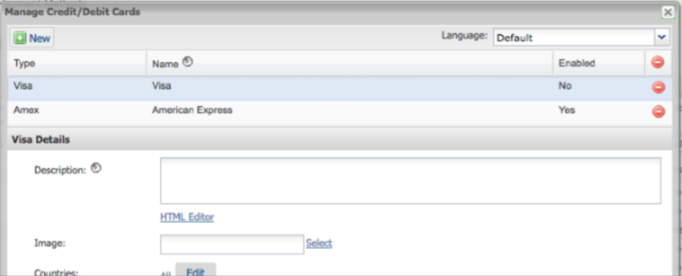 Manage Credit/Debit Cards
New
Language: Default
Type Name Enabled
Visa Visa No
Amex American Express Yes
Visa Details
Description:
HTML Editor
Image: Select
Countries: All Edit